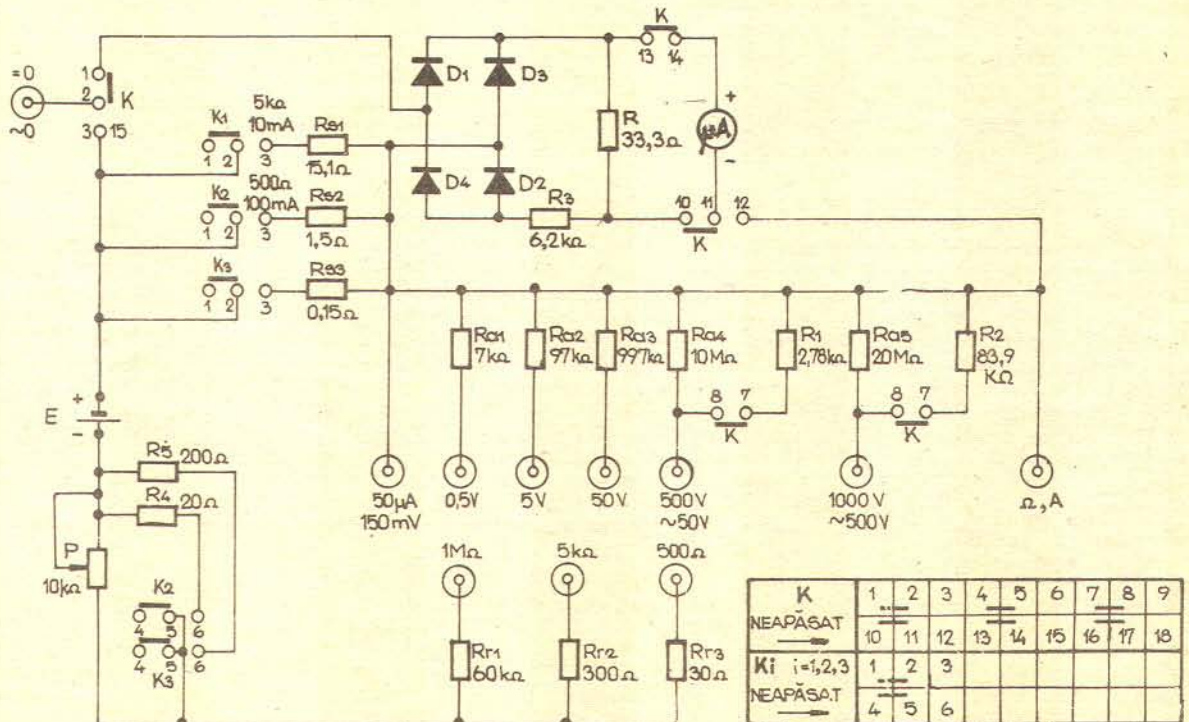 =0
~0
1
2
K
3 15
K1
5kΩ
10mA
1 2 3
Rs1
15,1Ω
K2
500Ω
100mA
1 2 3
Rs2
1,5Ω
K3
1 2 3
Rs3
0,15Ω
D1
D3
D4
D2
R3
6,2kΩ
R
33,3Ω
K
13 14
+
μA
-
10 11 12
K
Ra1
7kΩ
Ra2
97kΩ
Ra3
997kΩ
Ra4
10MΩ
R1
2,78kΩ
Ra5
20MΩ
R2
83,9
KΩ
8 7
K
8 7
K
E
+
-
R5 200Ω
R4
20Ω
P
10kΩ
K2
4 5 6
4 5 6
K3
50μA
150mV
0,5V
5V
50V
500V
~50V
1000V
~500V
Ω,A
1MΩ
5kΩ
500Ω
Rr1
60kΩ
Rr2
300Ω
Rr3
30Ω
K
NEAPĂSAT
1 2 3 4 5 6 7 8 9
10 11 12 13 14 15 16 17 18
Ki i=1,2,3
NEAPĂSAT
1 2 3
4 5 6